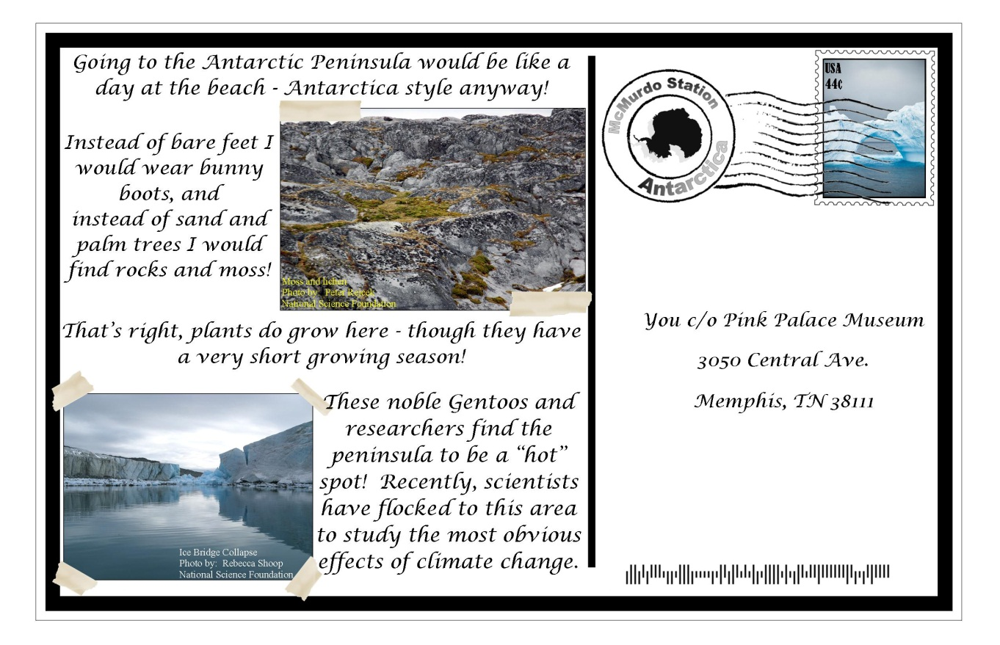 Going to the Antarctic Peninsula would be like a
day at the beach - Antarctica style anyway!
Instead of bare feet I
would wear bunny
boots, and
instead of sand and
palm trees I would
find rocks and moss!
Moss and lichen
Photo by: Peter Rejcek
National Science Foundation
That's right, plants do grow here - though they have
a very short growing season!
Ice Bridge Collapse
Photo by: Rebecca Shoop
National Science Foundation
These noble Gentoos and
researchers find the
peninsula to be a “hot”
spot! Recently, scientists
have flocked to this area
to study the most obvious
effects of climate change.
McMurdo Station
Antarctica
USA
44¢
You c/o Pink Palace Museum
3050 Central Ave.
Memphis, TN 38111